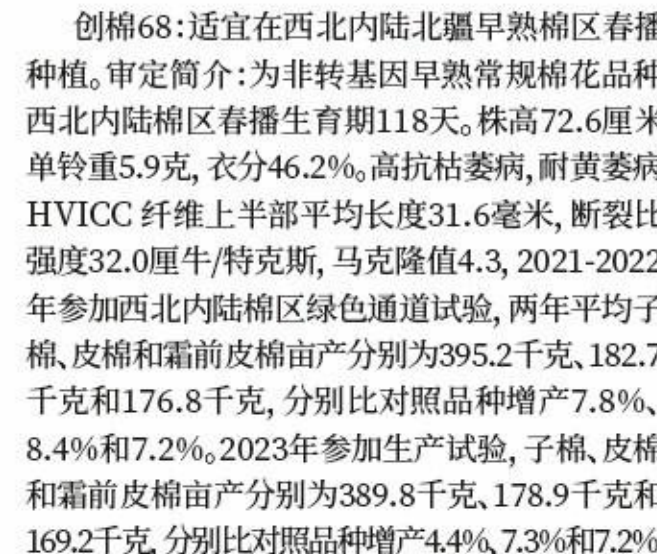 创棉68:适宜在西北内陆北疆早熟棉区春播
种植。审定简介:为非转基因早熟常规棉花品种
西北内陆棉区春播生育期118天。株高72.6厘米
单铃重5.9克, 衣分46.2%。高抗枯萎病, 耐黄萎病
HVICC 纤维上半部平均长度31.6毫米, 断裂比
强度32.0厘牛/特克斯, 马克隆值4.3, 2021-2022
年参加西北内陆棉区绿色通道试验, 两年平均子
棉、皮棉和霜前皮棉亩产分别为395.2千克、182.7
千克和176.8千克, 分别比对照品种增产7.8%、
8.4%和7.2%。2023年参加生产试验, 子棉、皮棉
和霜前皮棉亩产分别为389.8千克、178.9千克和
169.2千克, 分别比对照品种增产4.4%、7.3%和7.2%